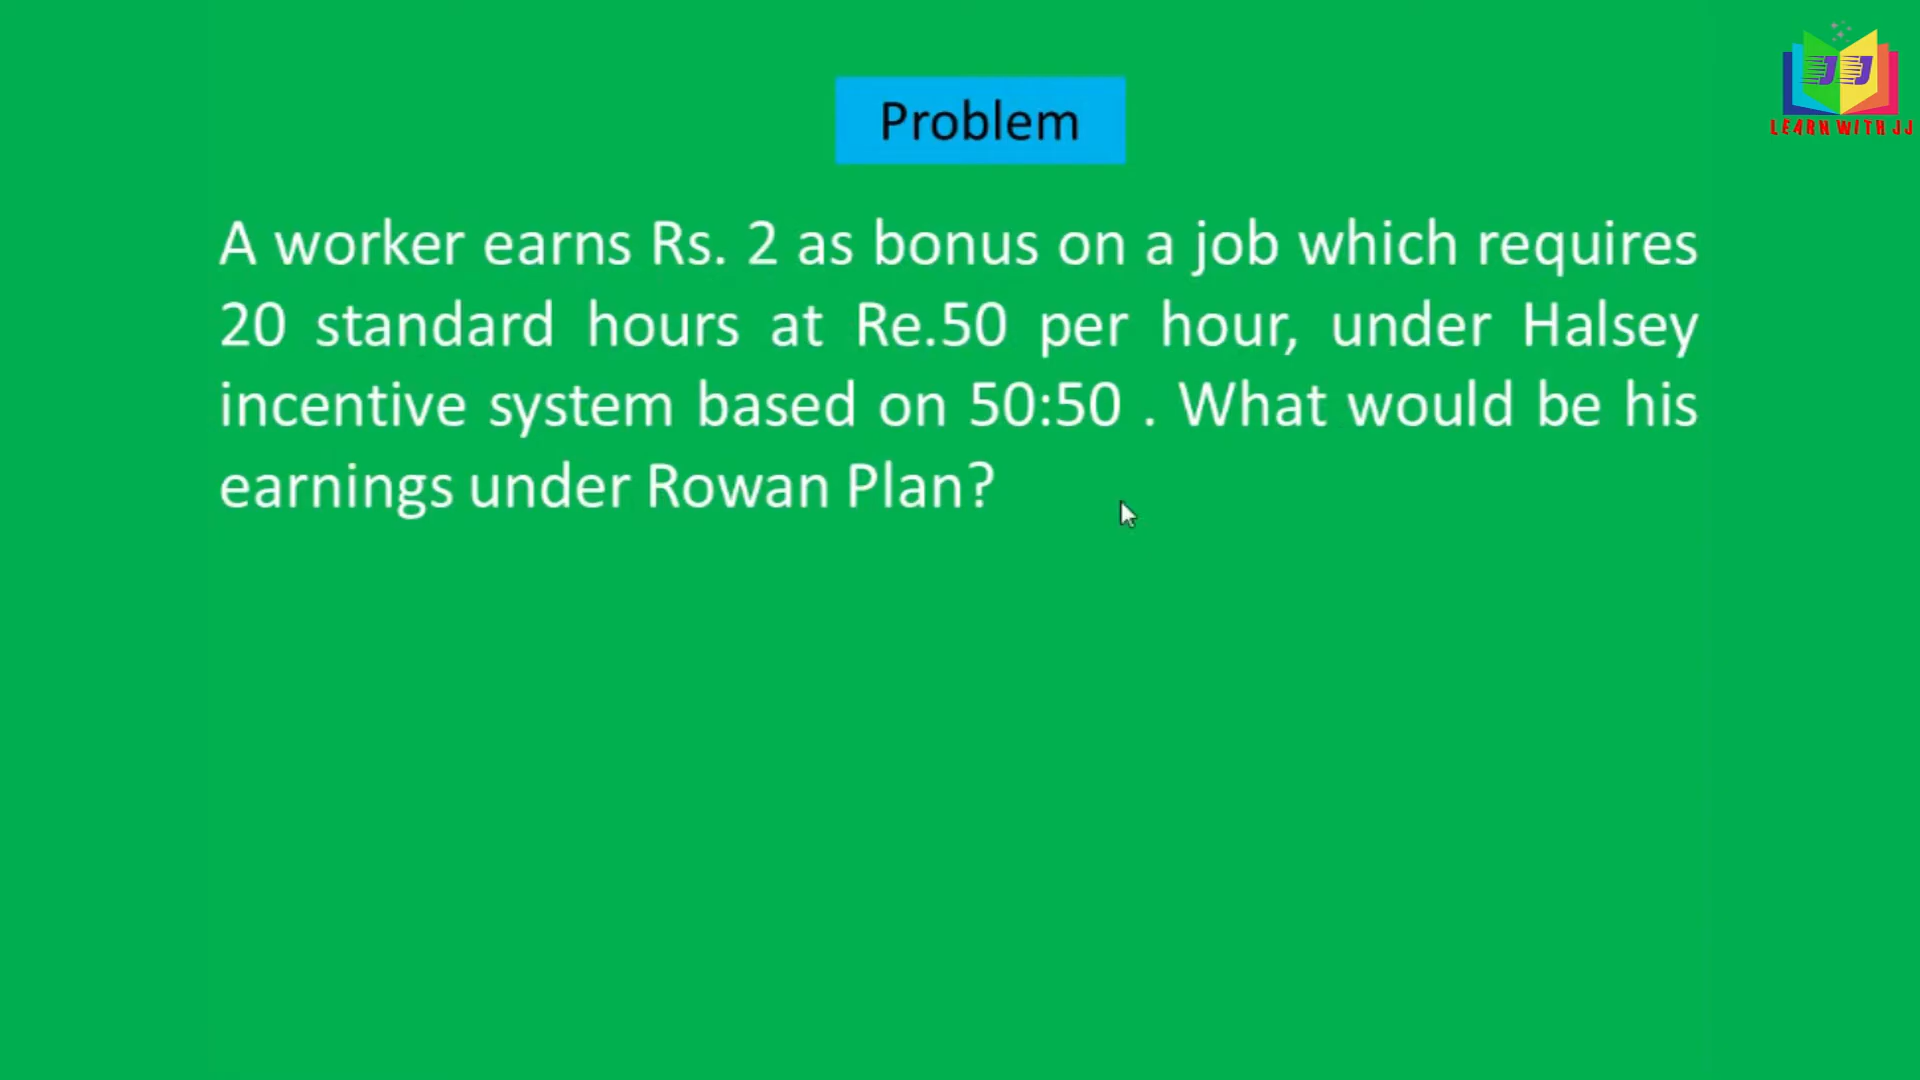 JJ
LEARN WITH JJ
Problem
A worker earns Rs. 2 as bonus on a job which requires
20 standard hours at Re.50 per hour, under Halsey
incentive system based on 50:50 . What would be his
earnings under Rowan Plan?